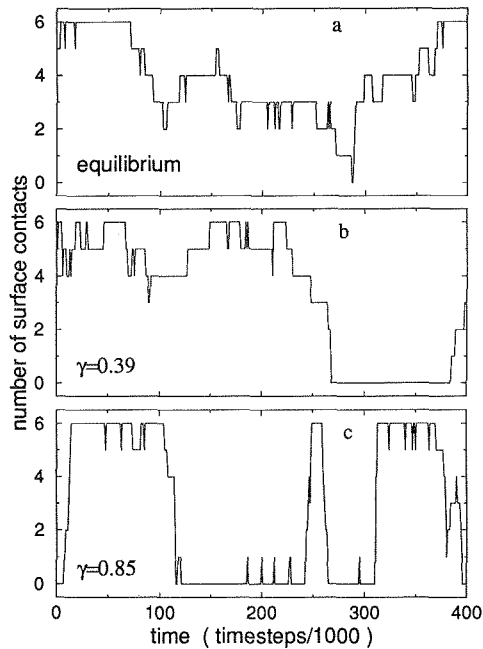 number of surface contacts
6
4
2
0
a
equilibrium
6
4
2
0
b
γ=0.39
6
4
2
0
c
γ=0.85
0 100 200 300 400
time ( timesteps/1000 )